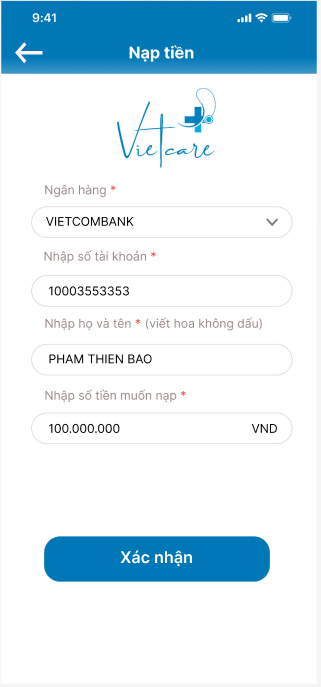 9:41
Nạp tiền
Vietcare
Ngân hàng *
VIETCOMBANK
Nhập số tài khoản *
10003553353
Nhập họ và tên * (viết hoa không dấu)
PHAM THIEN BAO
Nhập số tiền muốn nạp *
100.000.000 VND
Xác nhận